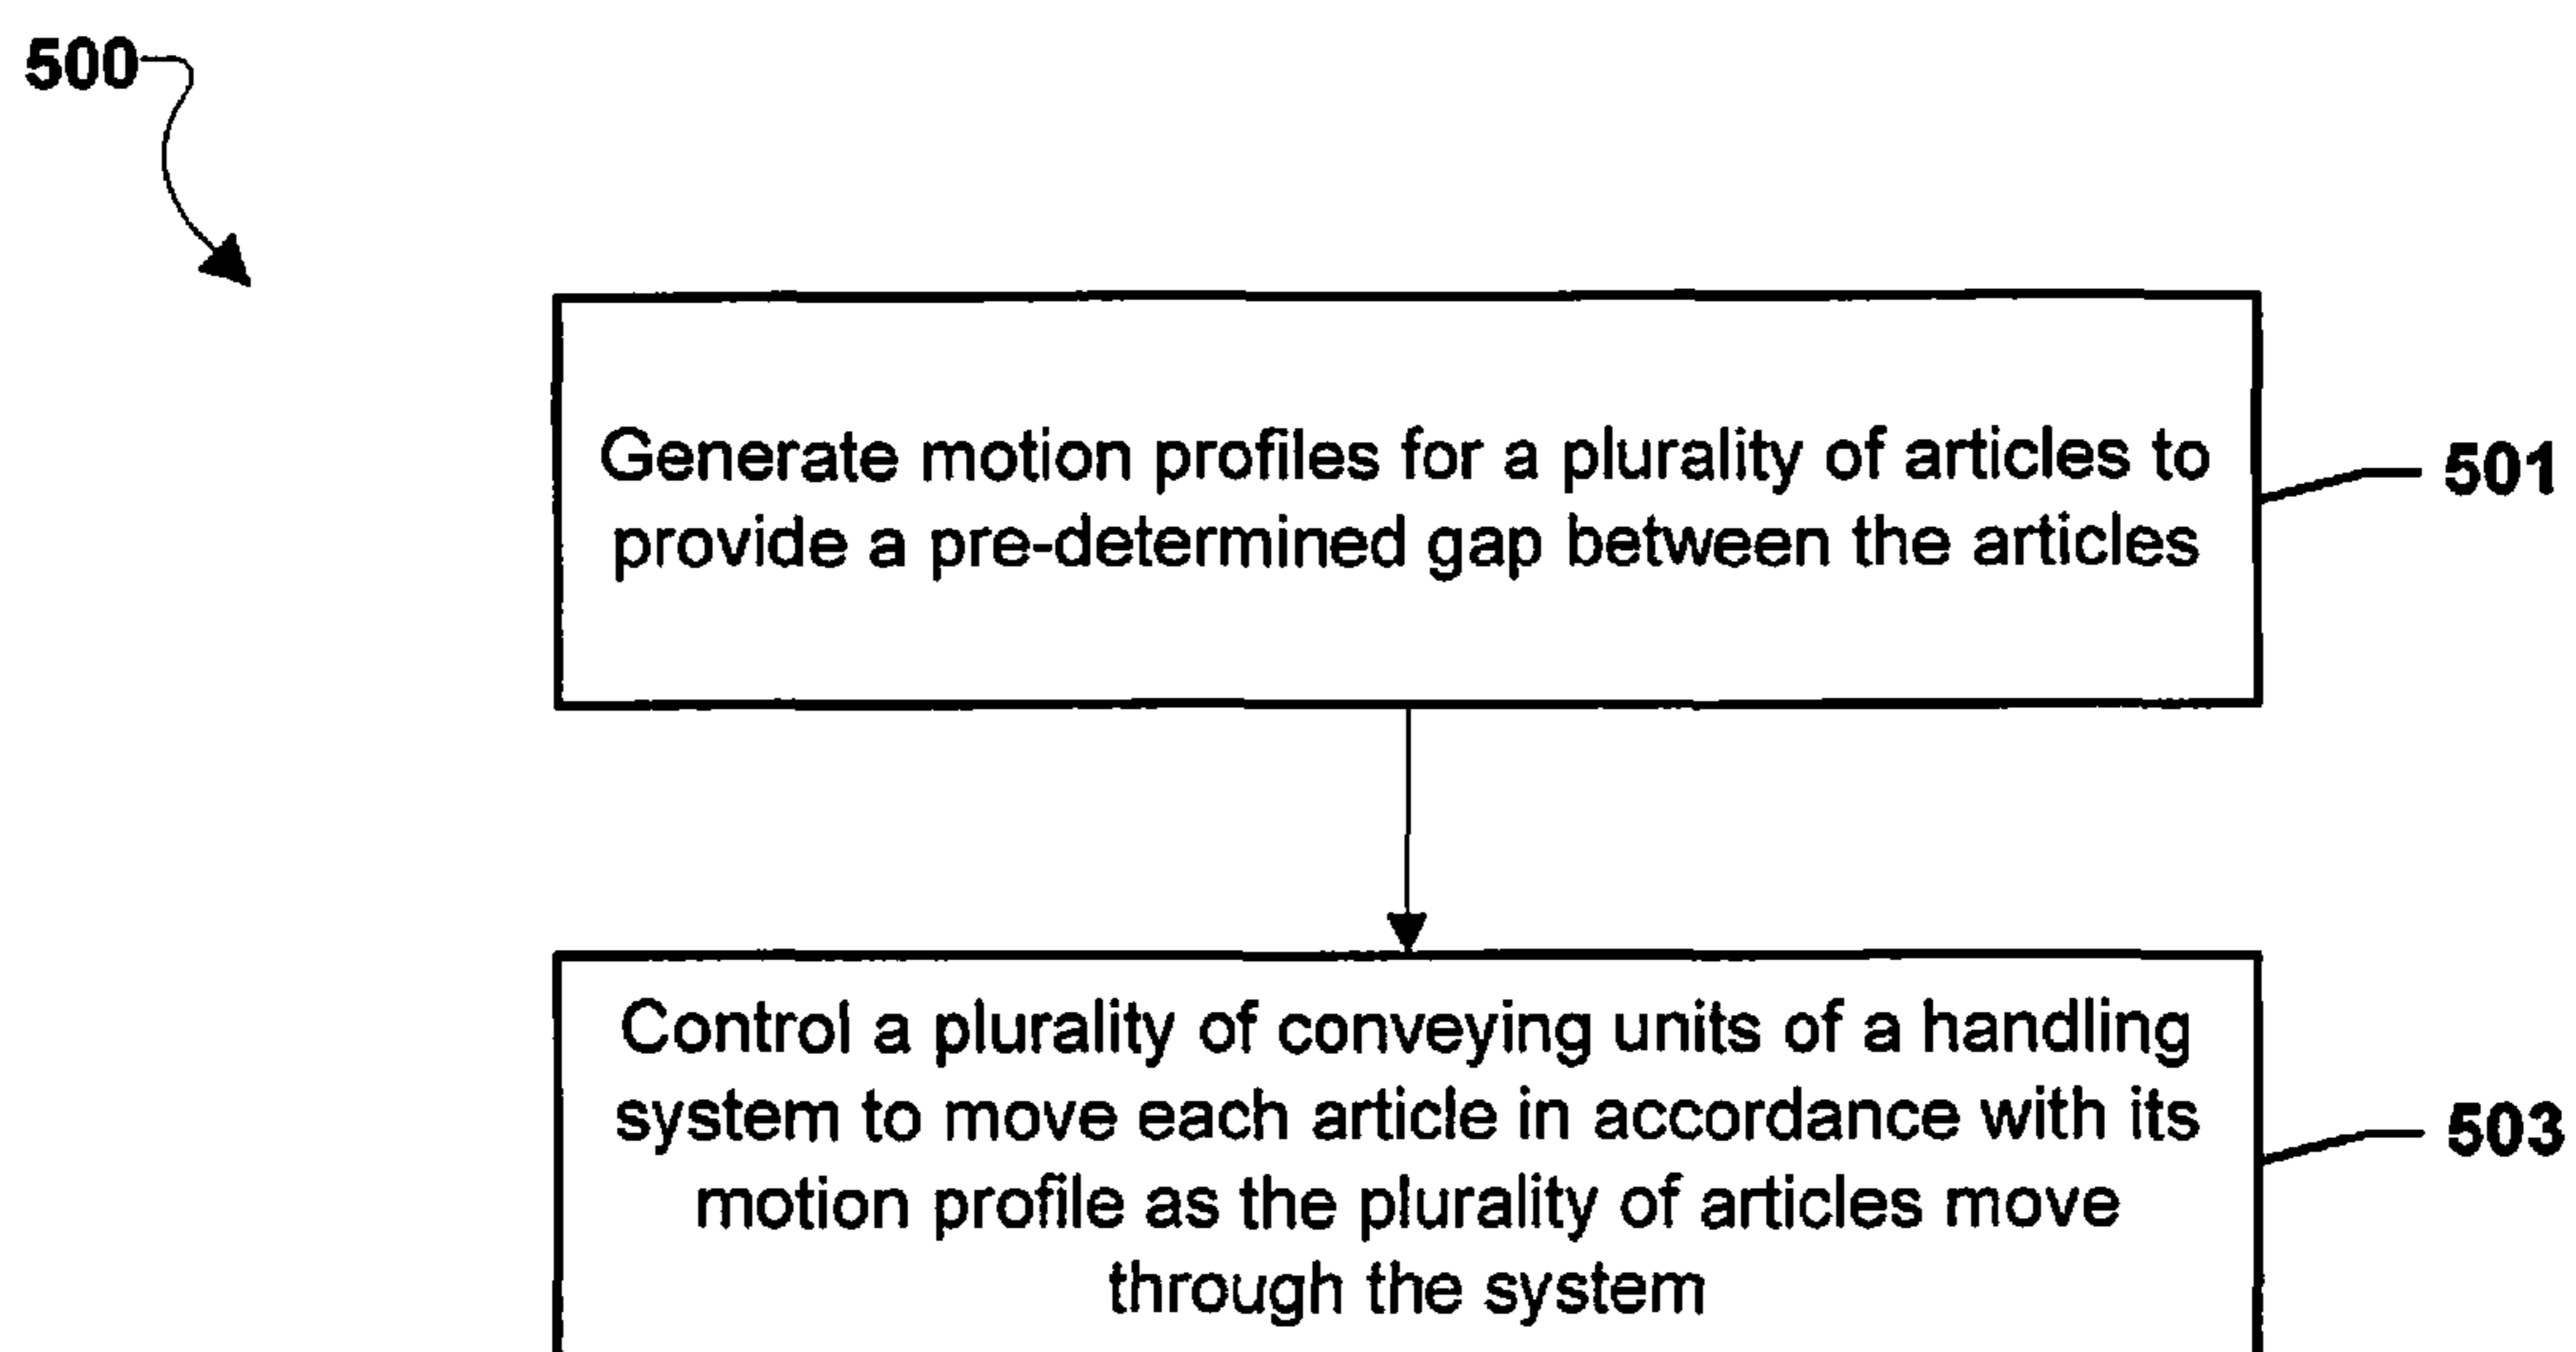 500
Generate motion profiles for a plurality of articles to
provide a pre-determined gap between the articles
501
Control a plurality of conveying units of a handling
system to move each article in accordance with its
motion profile as the plurality of articles move
through the system
503